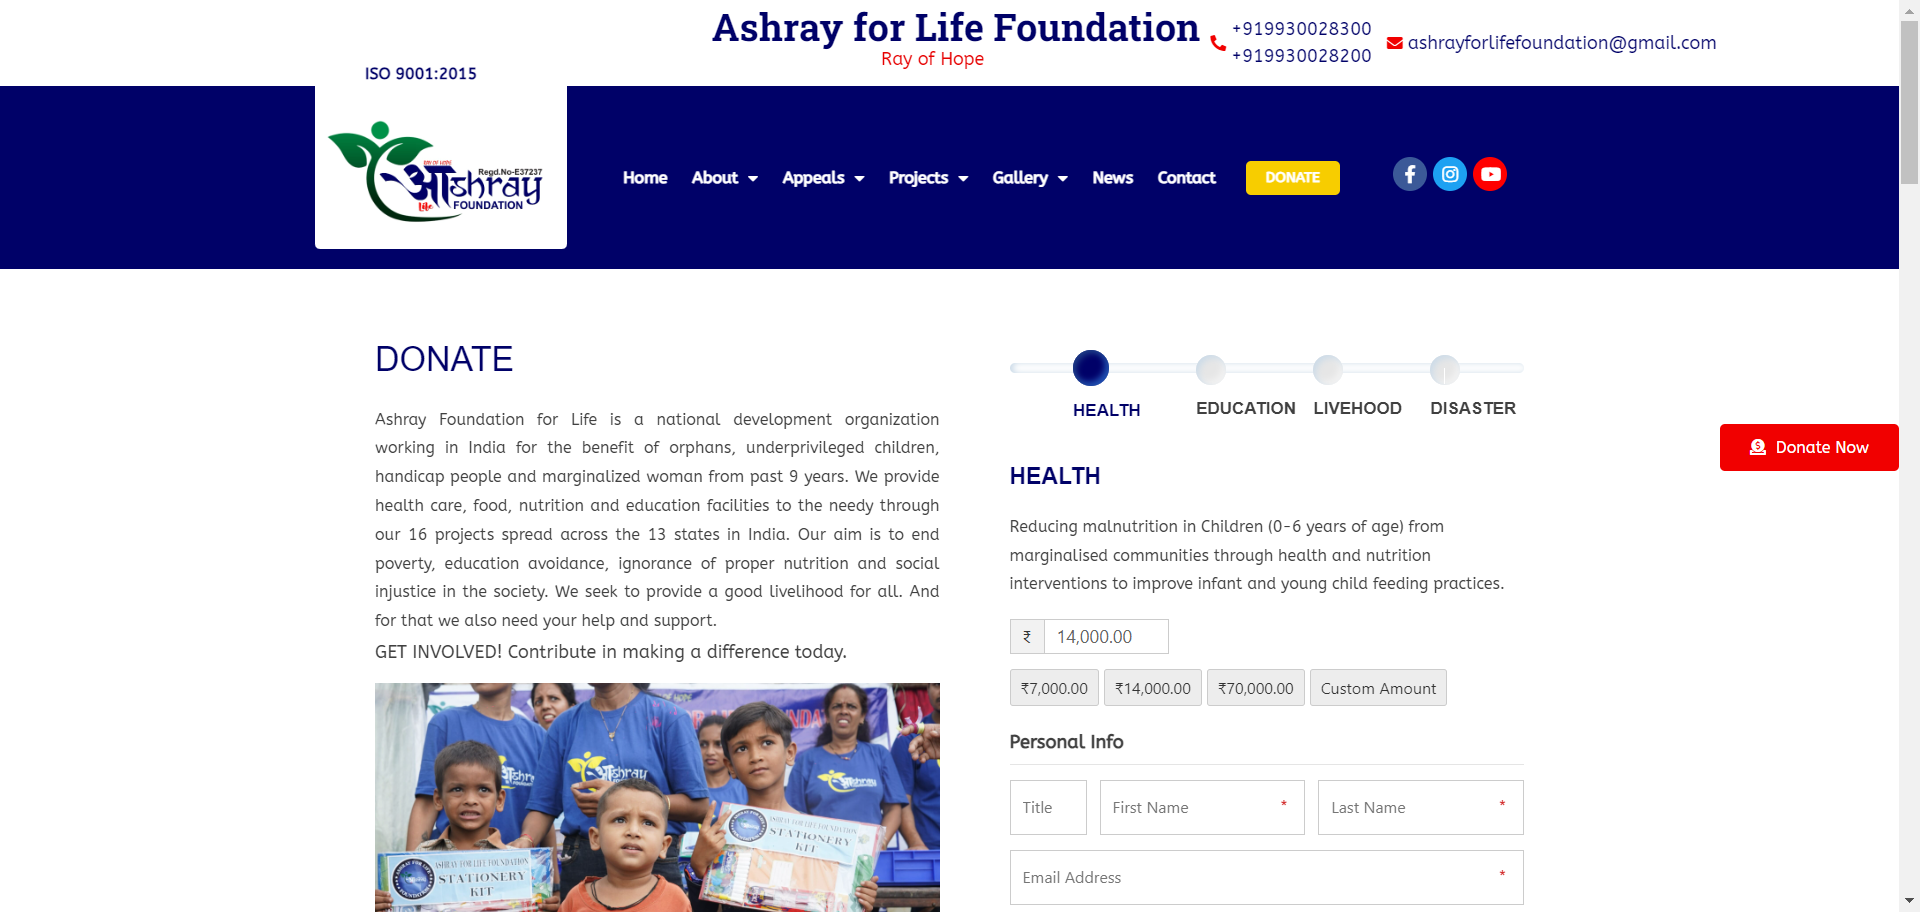 Ashray for Life Foundation
Ray of Hope
+919930028300
+919930028200
ashrayforlifefoundation@gmail.com
ISO 9001:2015
RAY OF HOPE
Regd.No-E37237
आshray
Life
FOUNDATION
Home About Appeals Projects Gallery News Contact DONATE
DONATE
Ashray Foundation for Life is a national development organization
working in India for the benefit of orphans, underprivileged children,
handicap people and marginalized woman from past 9 years. We provide
health care, food, nutrition and education facilities to the needy through
our 16 projects spread across the 13 states in India. Our aim is to end
poverty, education avoidance, ignorance of proper nutrition and social
injustice in the society. We seek to provide a good livelihood for all. And
for that we also need your help and support.
GET INVOLVED! Contribute in making a difference today.
आshray
ASHRAY FOR LIFE FOUNDATION
STATIONERY
KIT
ASHRAY FOR LIFE FOUNDATION
STATIONERY
KIT
HEALTH EDUCATION LIVEHOOD DISASTER
Donate Now
HEALTH
Reducing malnutrition in Children (0-6 years of age) from
marginalised communities through health and nutrition
interventions to improve infant and young child feeding practices.
₹ 14,000.00
₹7,000.00 ₹14,000.00 ₹70,000.00 Custom Amount
Personal Info
Title First Name * Last Name *
Email Address *